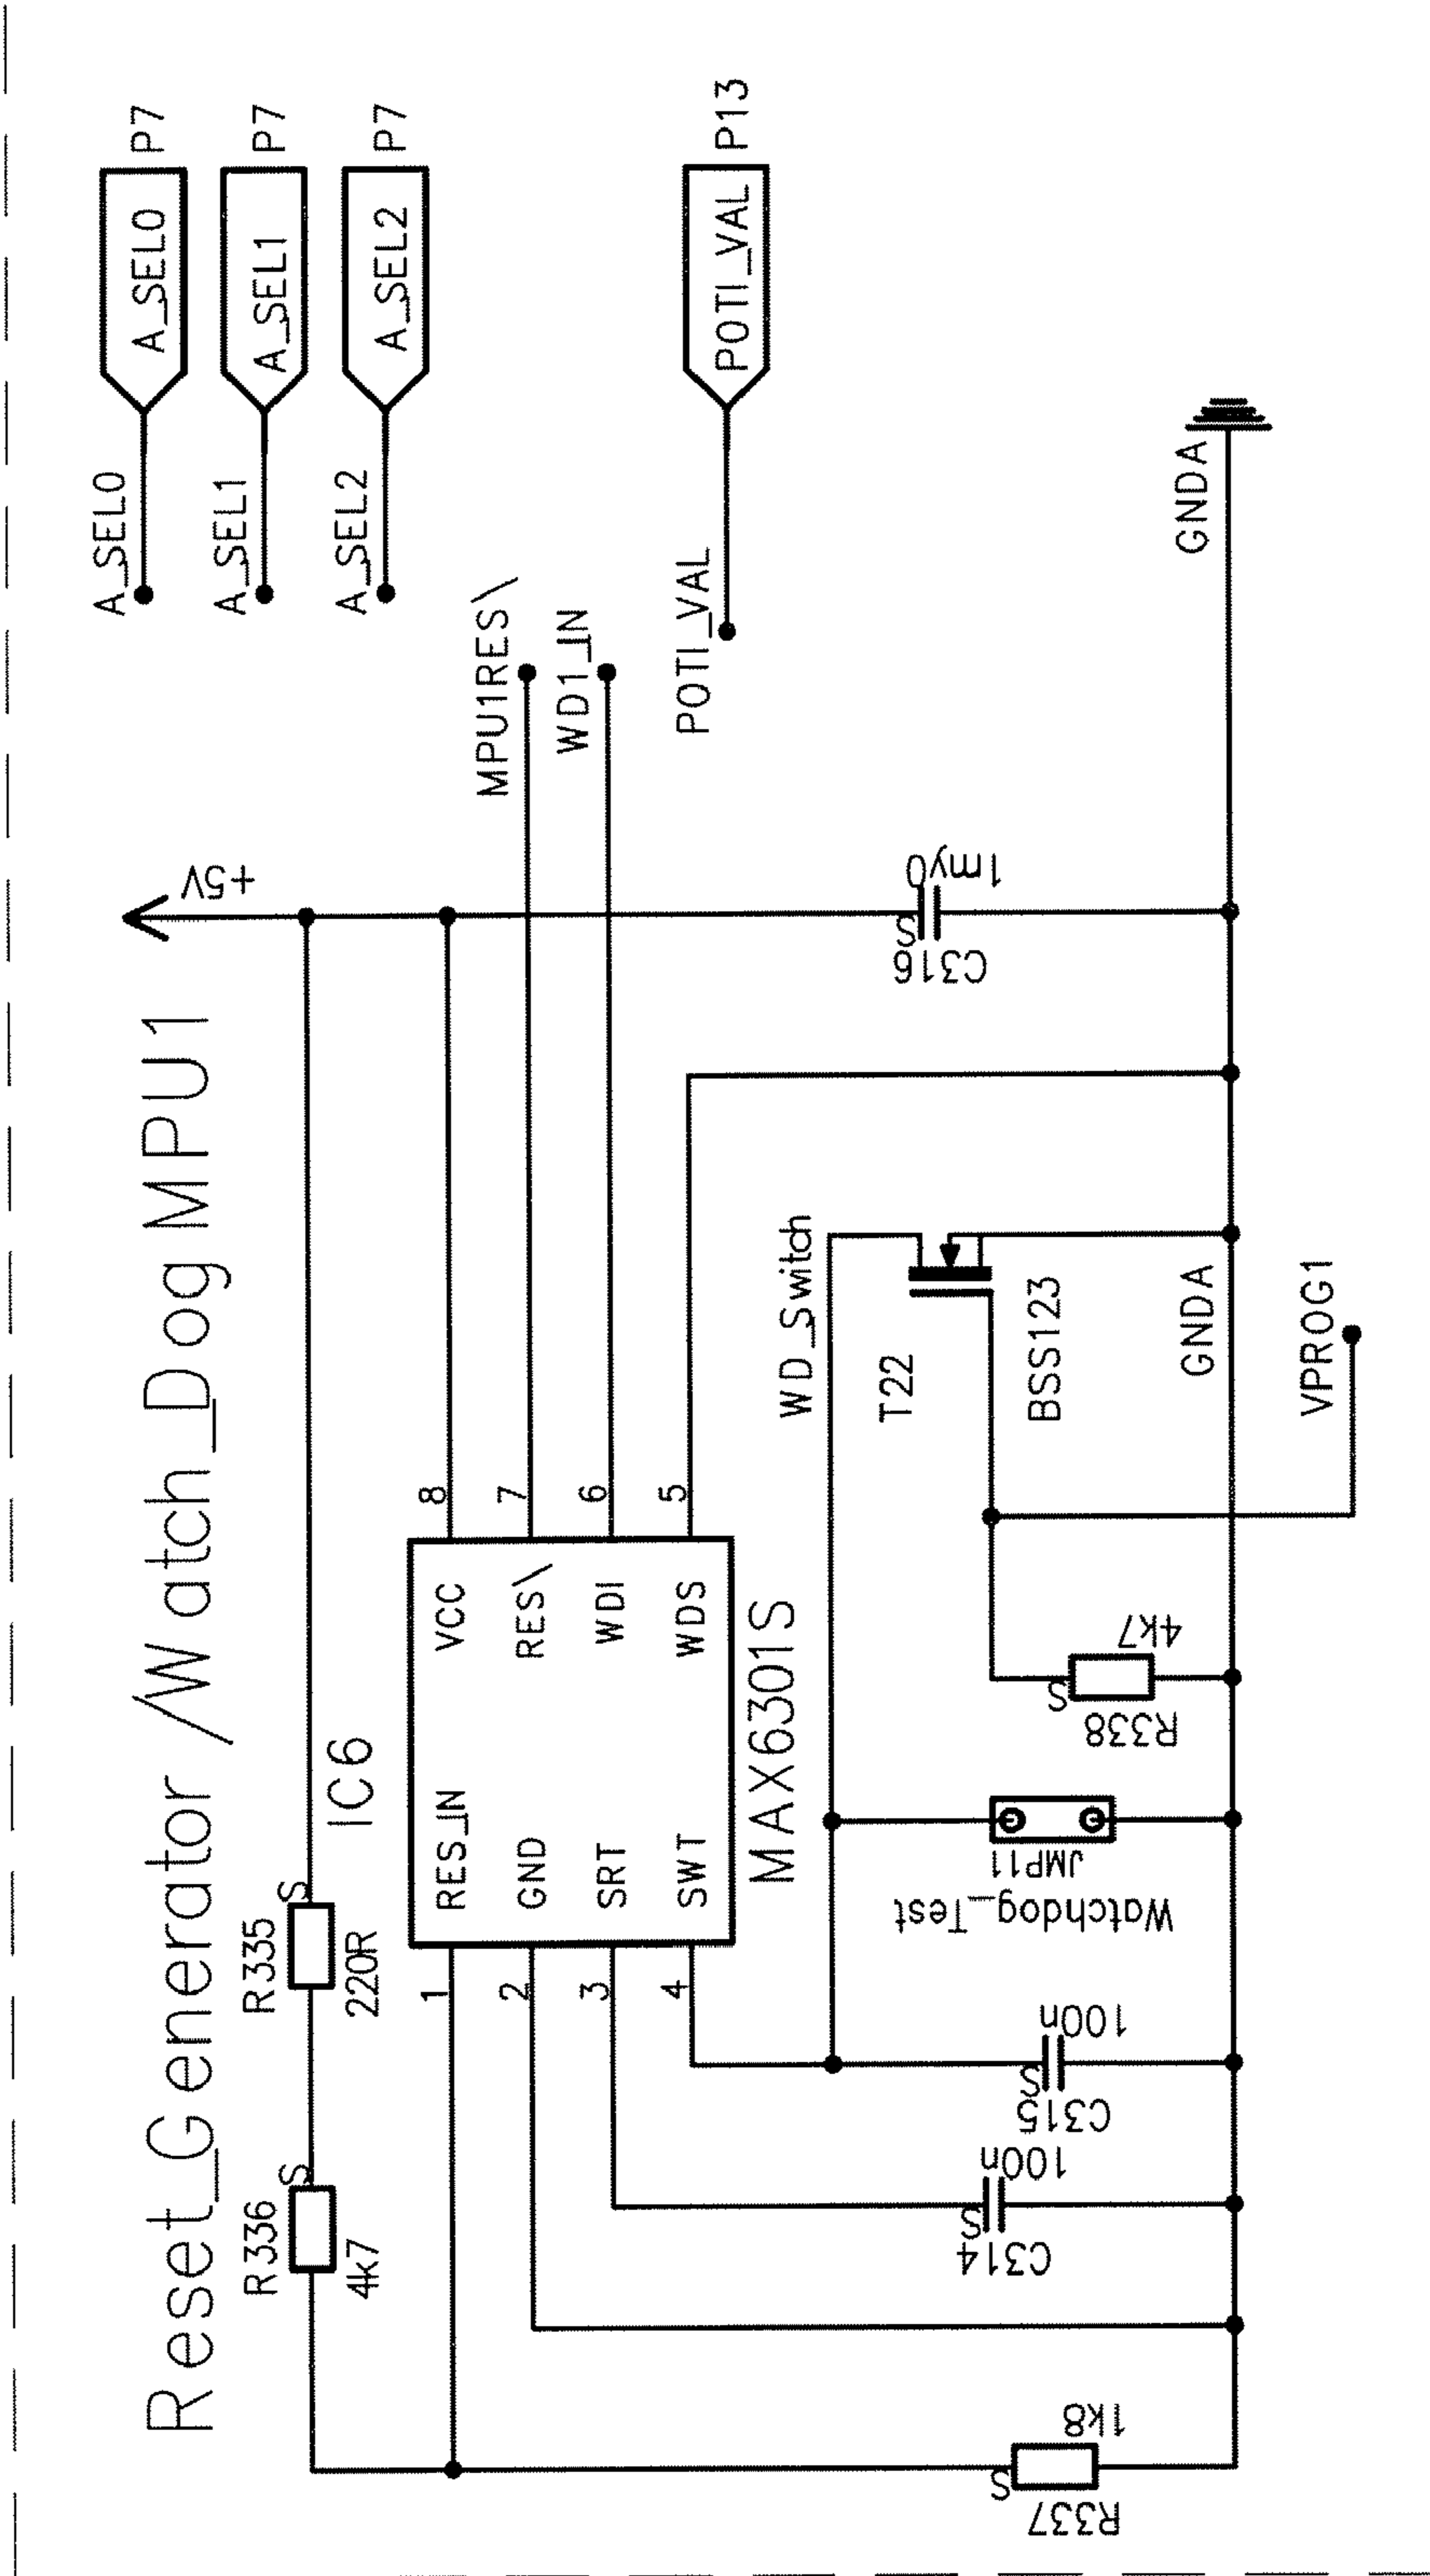 Reset_Generator /Watch_Dog MPU1
+5V
A_SEL0
A_SEL0
P7
A_SEL1
A_SEL1
P7
A_SEL2
A_SEL2
P7
MPU1RES\
WD1_IN
POTI_VAL
POTI_VAL
P13
R336
S
4k7
R335
S
220R
IC6
1
RES_IN
VCC
8
2
GND
RES\
7
3
SRT
WDI
6
4
SWT
WDS
5
MAX6301S
WD_Switch
T22
BSS123
S
C316
1my0
GNDA
S
R337
1k8
S
C314
100n
S
C315
100n
JMP11
Watchdog_Test
S
R338
4k7
GNDA
VPROG1